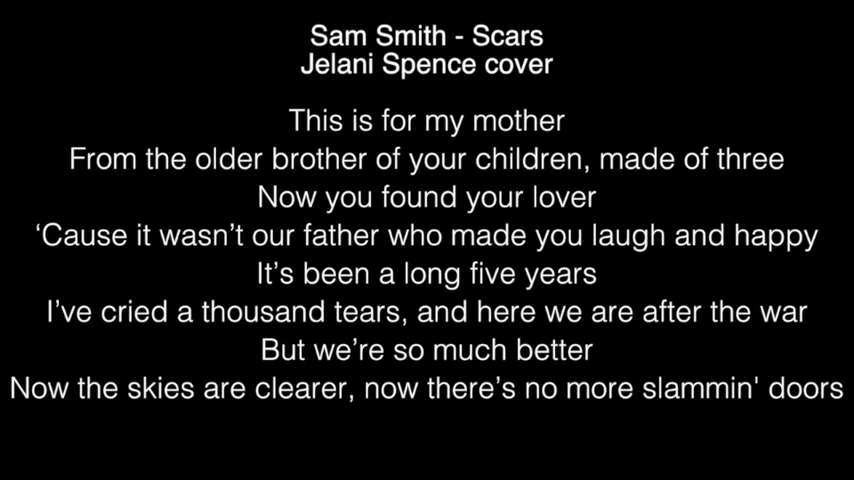 Sam Smith - Scars
Jelani Spence cover
This is for my mother
From the older brother of your children, made of three
Now you found your lover
‘Cause it wasn’t our father who made you laugh and happy
It’s been a long five years
I’ve cried a thousand tears, and here we are after the war
But we’re so much better
Now the skies are clearer, now there’s no more slammin' doors